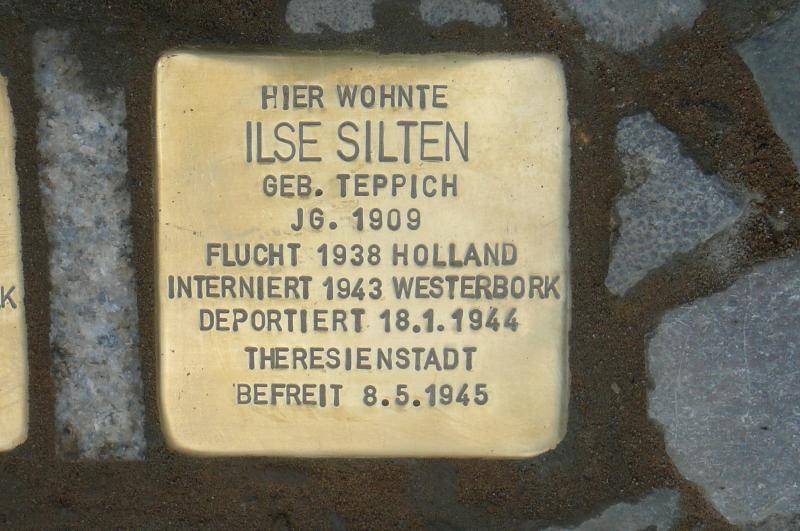 HIER WOHNTE
ILSE SILTEN
GEB. TEPPICH
JG. 1909
FLUCHT 1938 HOLLAND
INTERNIERT 1943 WESTERBORK
DEPORTIERT 18.1.1944
THERESIENSTADT
BEFREIT 8.5.1945